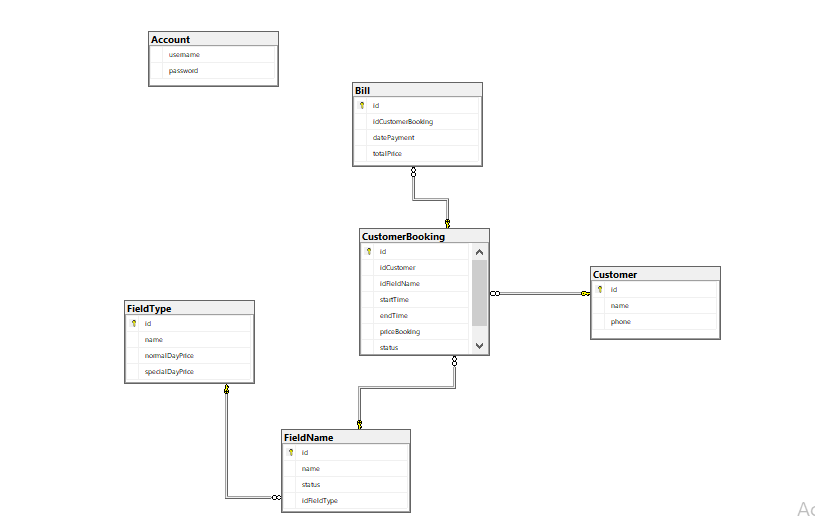 Account
username
password
Bill
id
idCustomerBooking
datePayment
totalPrice
CustomerBooking
id
idCustomer
idFieldName
startTime
endTime
priceBooking
status
Customer
id
name
phone
FieldType
id
name
normalDayPrice
specialDayPrice
FieldName
id
name
status
idFieldType